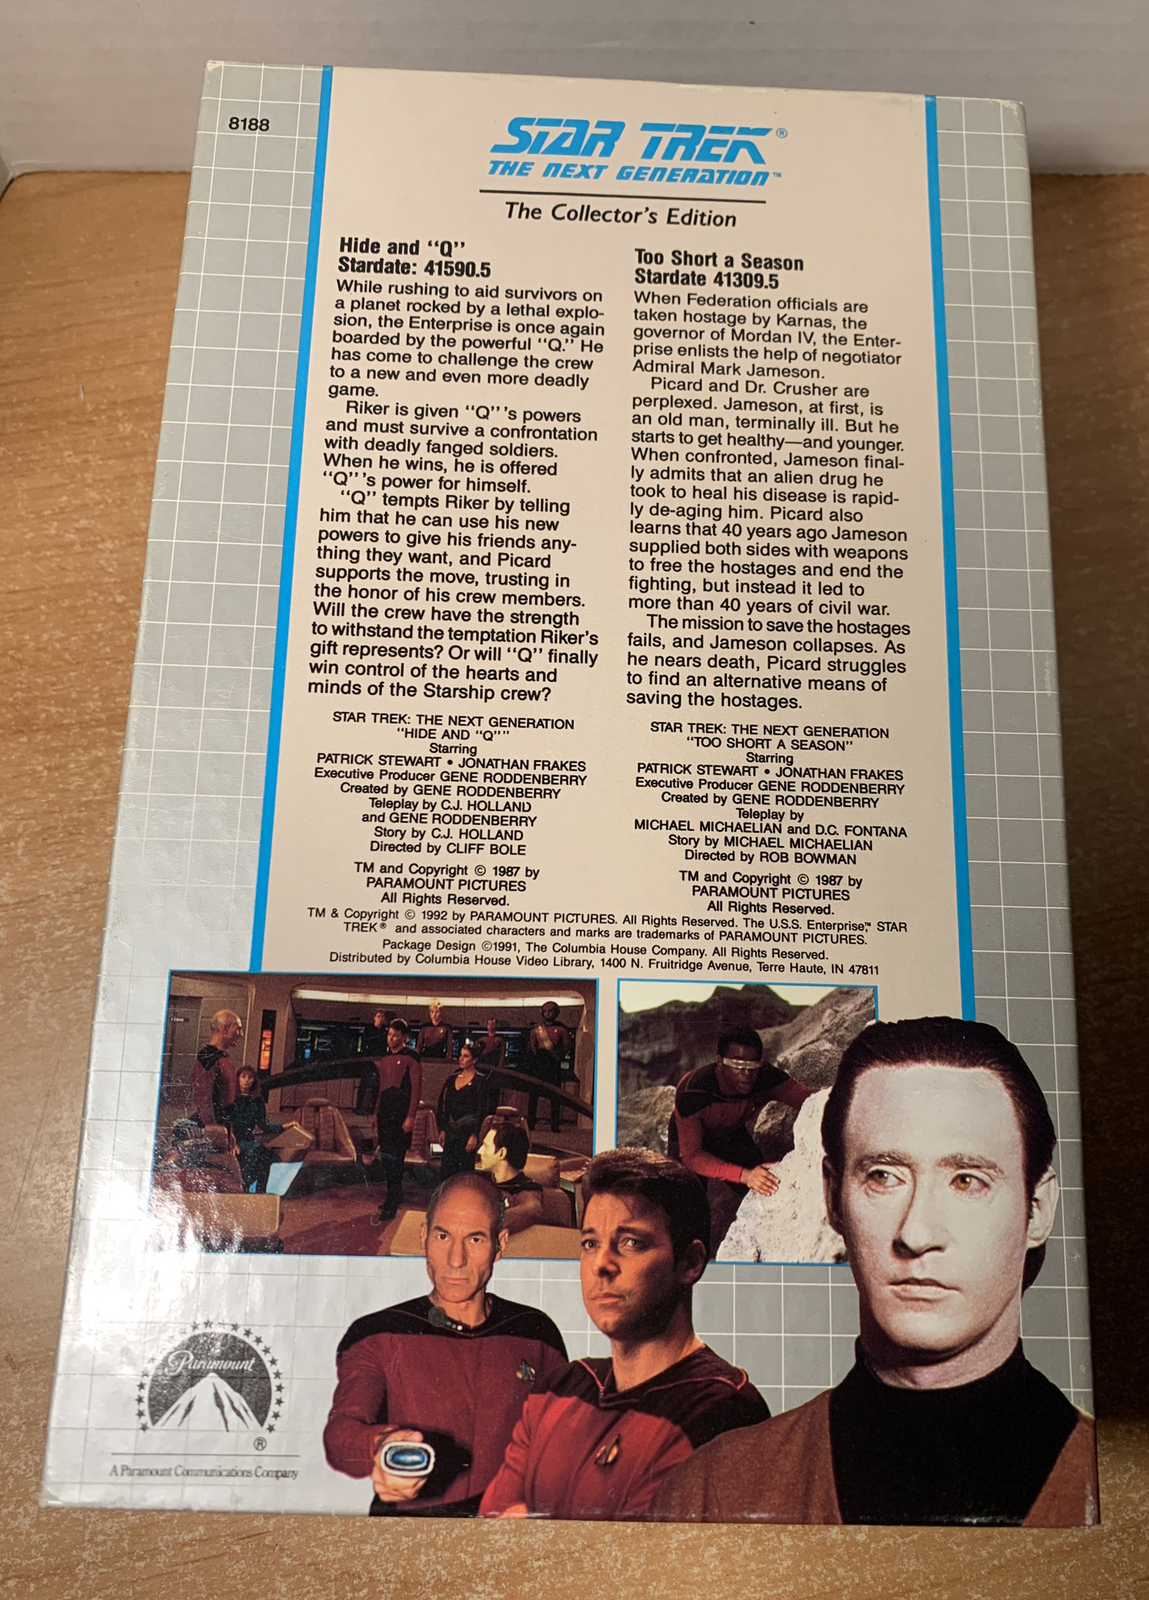 8188
STAR TREK®
THE NEXT GENERATION™
The Collector's Edition
Hide and "Q"
Stardate: 41590.5
While rushing to aid survivors on
a planet rocked by a lethal explo-
sion, the Enterprise is once again
boarded by the powerful "Q." He
has come to challenge the crew
to a new and even more deadly
game.
Riker is given "Q" 's powers
and must survive a confrontation
with deadly fanged soldiers.
When he wins, he is offered
"Q" 's power for himself.
"Q" tempts Riker by telling
him that he can use his new
powers to give his friends any-
thing they want, and Picard
supports the move, trusting in
the honor of his crew members.
Will the crew have the strength
to withstand the temptation Riker's
gift represents? Or will "Q" finally
win control of the hearts and
minds of the Starship crew?
STAR TREK: THE NEXT GENERATION
"HIDE AND "Q""
Starring
PATRICK STEWART • JONATHAN FRAKES
Executive Producer GENE RODDENBERRY
Created by GENE RODDENBERRY
Teleplay by C.J. HOLLAND
and GENE RODDENBERRY
Story by C.J. HOLLAND
Directed by CLIFF BOLE
TM and Copyright © 1987 by
PARAMOUNT PICTURES
All Rights Reserved.
Too Short a Season
Stardate 41309.5
When Federation officials are
taken hostage by Karnas, the
governor of Mordan IV, the Enter-
prise enlists the help of negotiator
Admiral Mark Jameson.
Picard and Dr. Crusher are
perplexed. Jameson, at first, is
an old man, terminally ill. But he
starts to get healthy—and younger.
When confronted, Jameson final-
ly admits that an alien drug he
took to heal his disease is rapid-
ly de-aging him. Picard also
learns that 40 years ago Jameson
supplied both sides with weapons
to free the hostages and end the
fighting, but instead it led to
more than 40 years of civil war.
The mission to save the hostages
fails, and Jameson collapses. As
he nears death, Picard struggles
to find an alternative means of
saving the hostages.
STAR TREK: THE NEXT GENERATION
"TOO SHORT A SEASON"
Starring
PATRICK STEWART • JONATHAN FRAKES
Executive Producer GENE RODDENBERRY
Created by GENE RODDENBERRY
Teleplay by
MICHAEL MICHAELIAN and D.C. FONTANA
Story by MICHAEL MICHAELIAN
Directed by ROB BOWMAN
TM and Copyright © 1987 by
PARAMOUNT PICTURES
All Rights Reserved.
TM & Copyright © 1992 by PARAMOUNT PICTURES. All Rights Reserved. The U.S.S. Enterprise,™ STAR
TREK® and associated characters and marks are trademarks of PARAMOUNT PICTURES.
Package Design ©1991, The Columbia House Company. All Rights Reserved.
Distributed by Columbia House Video Library, 1400 N. Fruitridge Avenue, Terre Haute, IN 47811
Paramount
®
A Paramount Communications Company